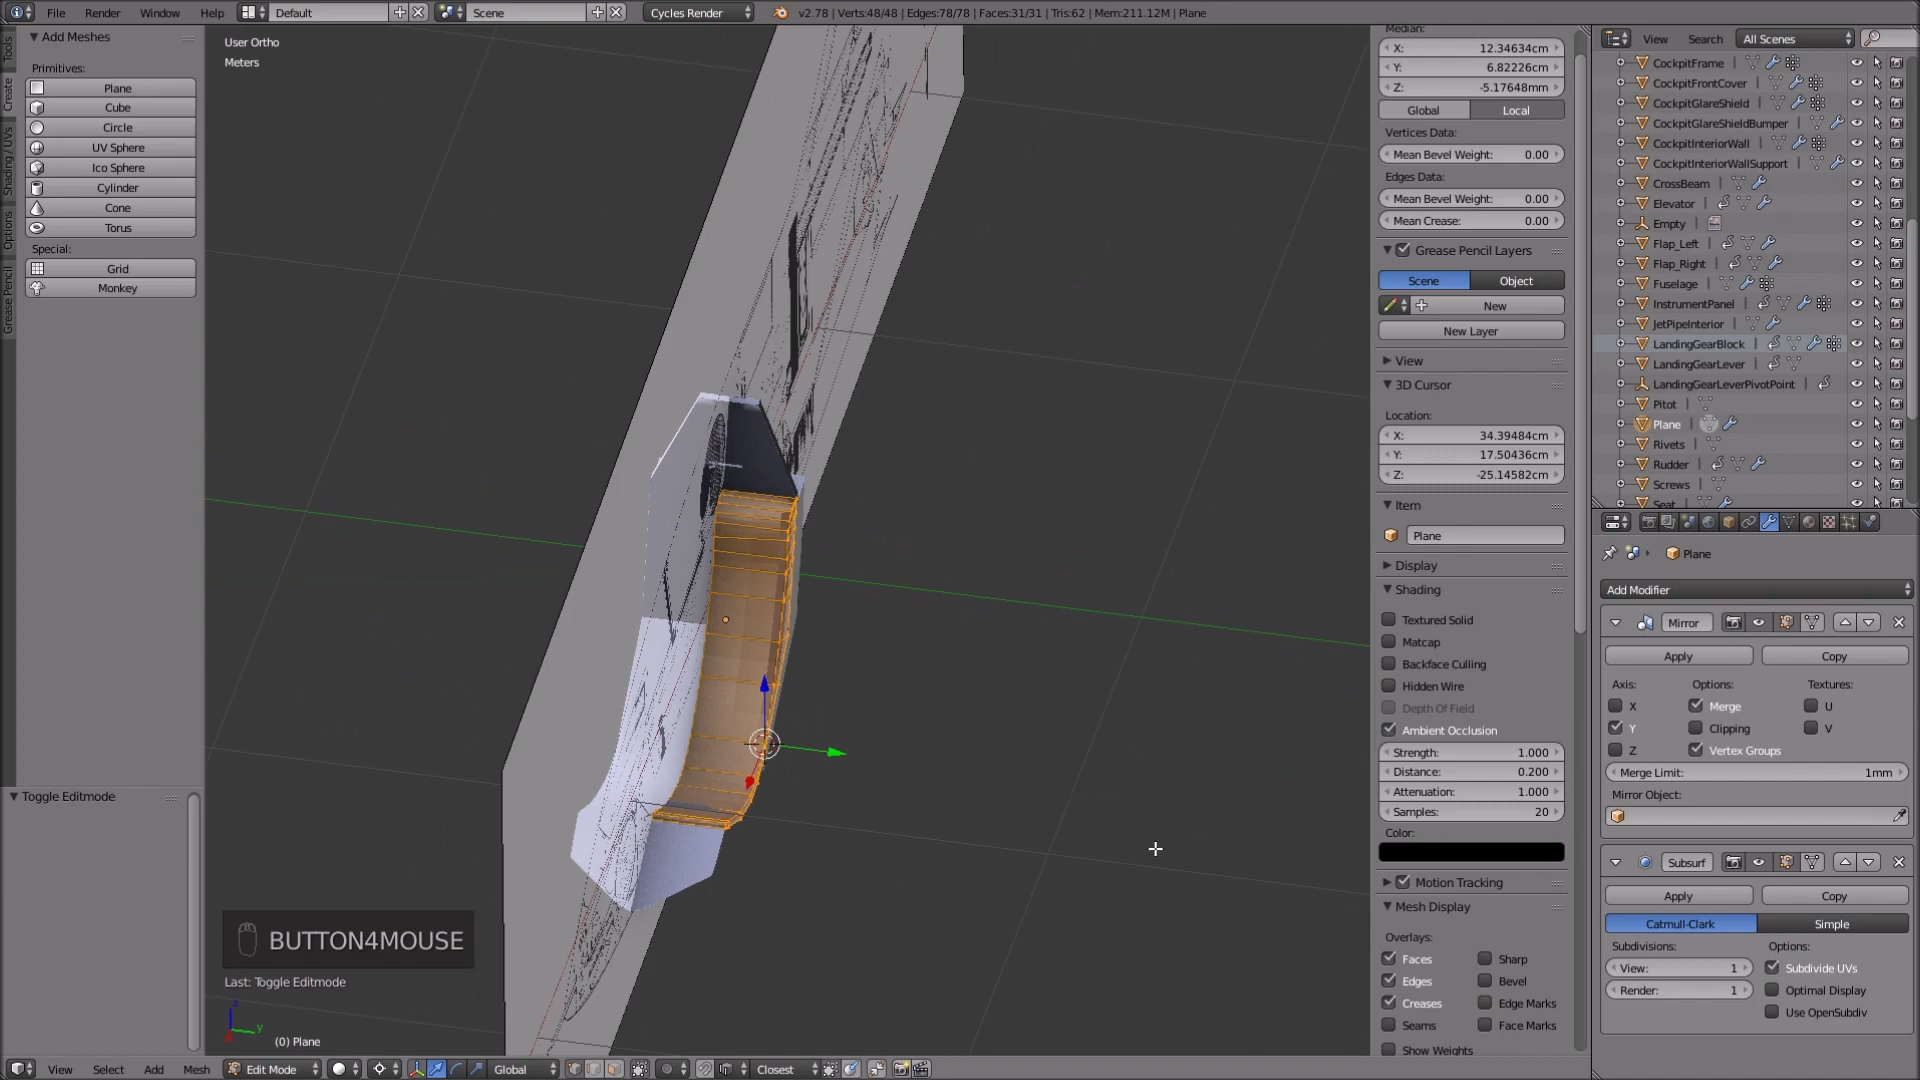 File Render Window Help Default Scene Cycles Render v2.78 | Verts:48/48 | Edges:78/78 | Faces:31/31 | Tris:62 | Mem:211.12M | Plane
Tools
Create
Shading / UVs
Options
Grease Pencil
Add Meshes
Primitives:
Plane
Cube
Circle
UV Sphere
Ico Sphere
Cylinder
Cone
Torus
Special:
Grid
Monkey
Toggle Editmode
User Ortho
Meters
BUTTON4MOUSE
Last: Toggle Editmode
z
y
(0) Plane
View Select Add Mesh Edit Mode Global Closest
Median:
X: 12.34634cm
Y: 6.82226cm
Z: -5.17648mm
Global Local
Vertices Data:
Mean Bevel Weight: 0.00
Edges Data:
Mean Bevel Weight: 0.00
Mean Crease: 0.00
Grease Pencil Layers
Scene Object
New
New Layer
View
3D Cursor
Location:
X: 34.39484cm
Y: 17.50436cm
Z: -25.14582cm
Item
Plane
Display
Shading
Textured Solid
Matcap
Backface Culling
Hidden Wire
Depth Of Field
Ambient Occlusion
Strength: 1.000
Distance: 0.200
Attenuation: 1.000
Samples: 20
Color:
Motion Tracking
Mesh Display
Overlays:
Faces Sharp
Edges Bevel
Creases Edge Marks
Seams Face Marks
Show Weights
View Search All Scenes
CockpitFrame
CockpitFrontCover
CockpitGlareShield
CockpitGlareShieldBumper
CockpitInteriorWall
CockpitInteriorWallSupport
CrossBeam
Elevator
Empty
Flap_Left
Flap_Right
Fuselage
InstrumentPanel
JetPipeInterior
LandingGearBlock
LandingGearLever
LandingGearLeverPivotPoint
Pitot
Plane
Rivets
Rudder
Screws
Seat
Plane
Add Modifier
Mirror
Apply Copy
Axis: Options: Textures:
X Merge U
Y Clipping V
Z Vertex Groups
Merge Limit: 1mm
Mirror Object:
Subsurf
Apply Copy
Catmull-Clark Simple
Subdivisions: Options:
View: 1 Subdivide UVs
Render: 1 Optimal Display
Use OpenSubdiv